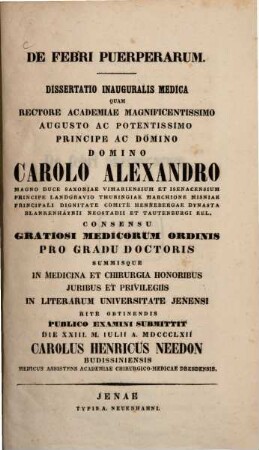 DE FEBRI PUERPERARUM.
DISSERTATIO INAUGURALIS MEDICA
QUAM
RECTORE ACADEMIAE MAGNIFICENTISSIMO
AUGUSTO AC POTENTISSIMO
PRINCIPE AC DOMINO
DOMINO
CAROLO ALEXANDRO
MAGNO DUCE SAXONIAE VIMARIENSIUM ET ISENACENSIUM
PRINCIPE LANDGRAVIO THURINGIAE MARCHIONE MISNIAE
PRINCIPALI DIGNITATE COMITE HENNEBERGAE DYNASTA
BLANKENHAYNII NEOSTADII ET TAUTENBURGI REL.
CONSENSU
GRATIOSI MEDICORUM ORDINIS
PRO GRADU DOCTORIS
SUMMISQUE
IN MEDICINA ET CHIRURGIA HONORIBUS
JURIBUS ET PRIVILEGIIS
IN LITERARUM UNIVERSITATE JENENSI
RITE OBTINENDIS
PUBLICO EXAMINI SUBMITTIT
DIE XXIII. M. IULII A. MDCCCLXII
CAROLUS HENRICUS NEEDON
BUDISSINIENSIS
MEDICUS ASSISTENS ACADEMIAE CHIRURGICO-MEDICAE DRESDENSIS.
JENAE
TYPIS A. NEUENHAHNI.